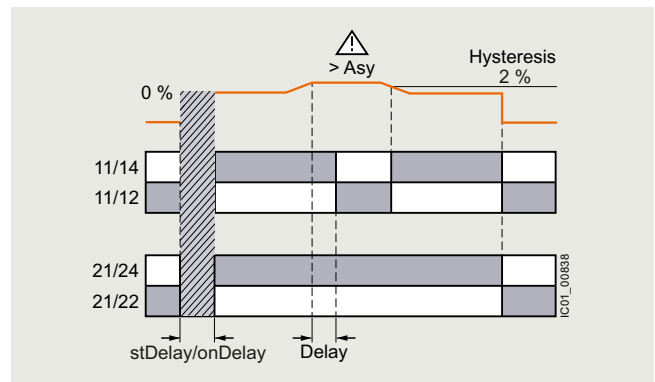 > Asy
Hysteresis
2 %
0 %
11/14
11/12
21/24
21/22
IC01_00838
stDelay/onDelay
Delay